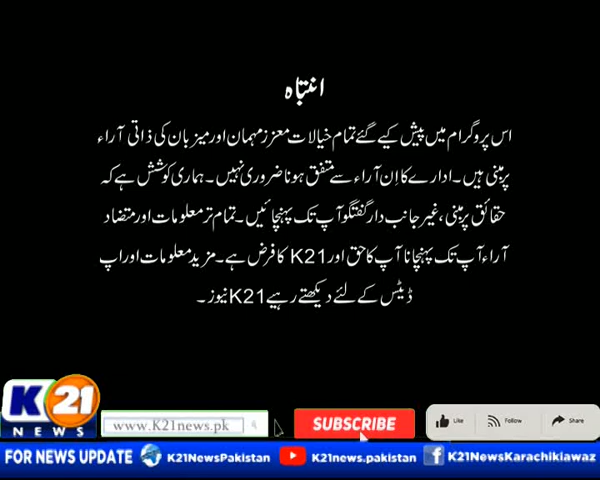 انتباہ
اس پروگرام میں پیش کیے گئے تمام خیالات معزز مہمان اور میزبان کی ذاتی آراء
پر مبنی ہیں۔ ادارے کا اِن آراء سے متفق ہونا ضروری نہیں۔ ہماری کوشش ہے کہ
حقائق پر مبنی، غیر جانب دار گفتگو آپ تک پہنچائیں۔ تمام تر معلومات اور متضاد
آراء آپ تک پہنچانا آپ کا حق اور K21 کا فرض ہے۔ مزید معلومات اور اپ
ڈیٹس کے لئے دیکھتے رہیے K21 نیوز۔
K21
NEWS
www.K21news.pk
SUBSCRIBE
Like
Follow
Share
FOR NEWS UPDATE
K21NewsPakistan
K21news.pakistan
K21NewsKarachikiawaz